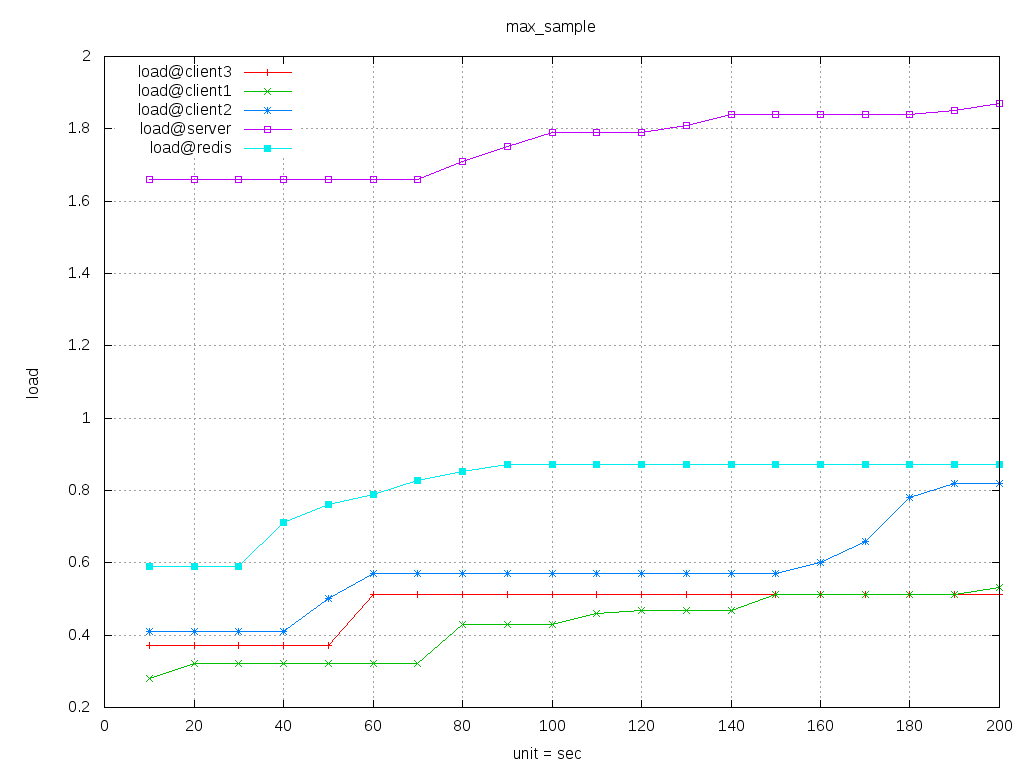 max_sample
2
load@client3
load@client1
load@client2
1.8
load@server
load@redis
1.6
1.4
1.2
load
1
0.8
0.6
0.4
0.2
0 20 40 60 80 100 120 140 160 180 200
unit = sec